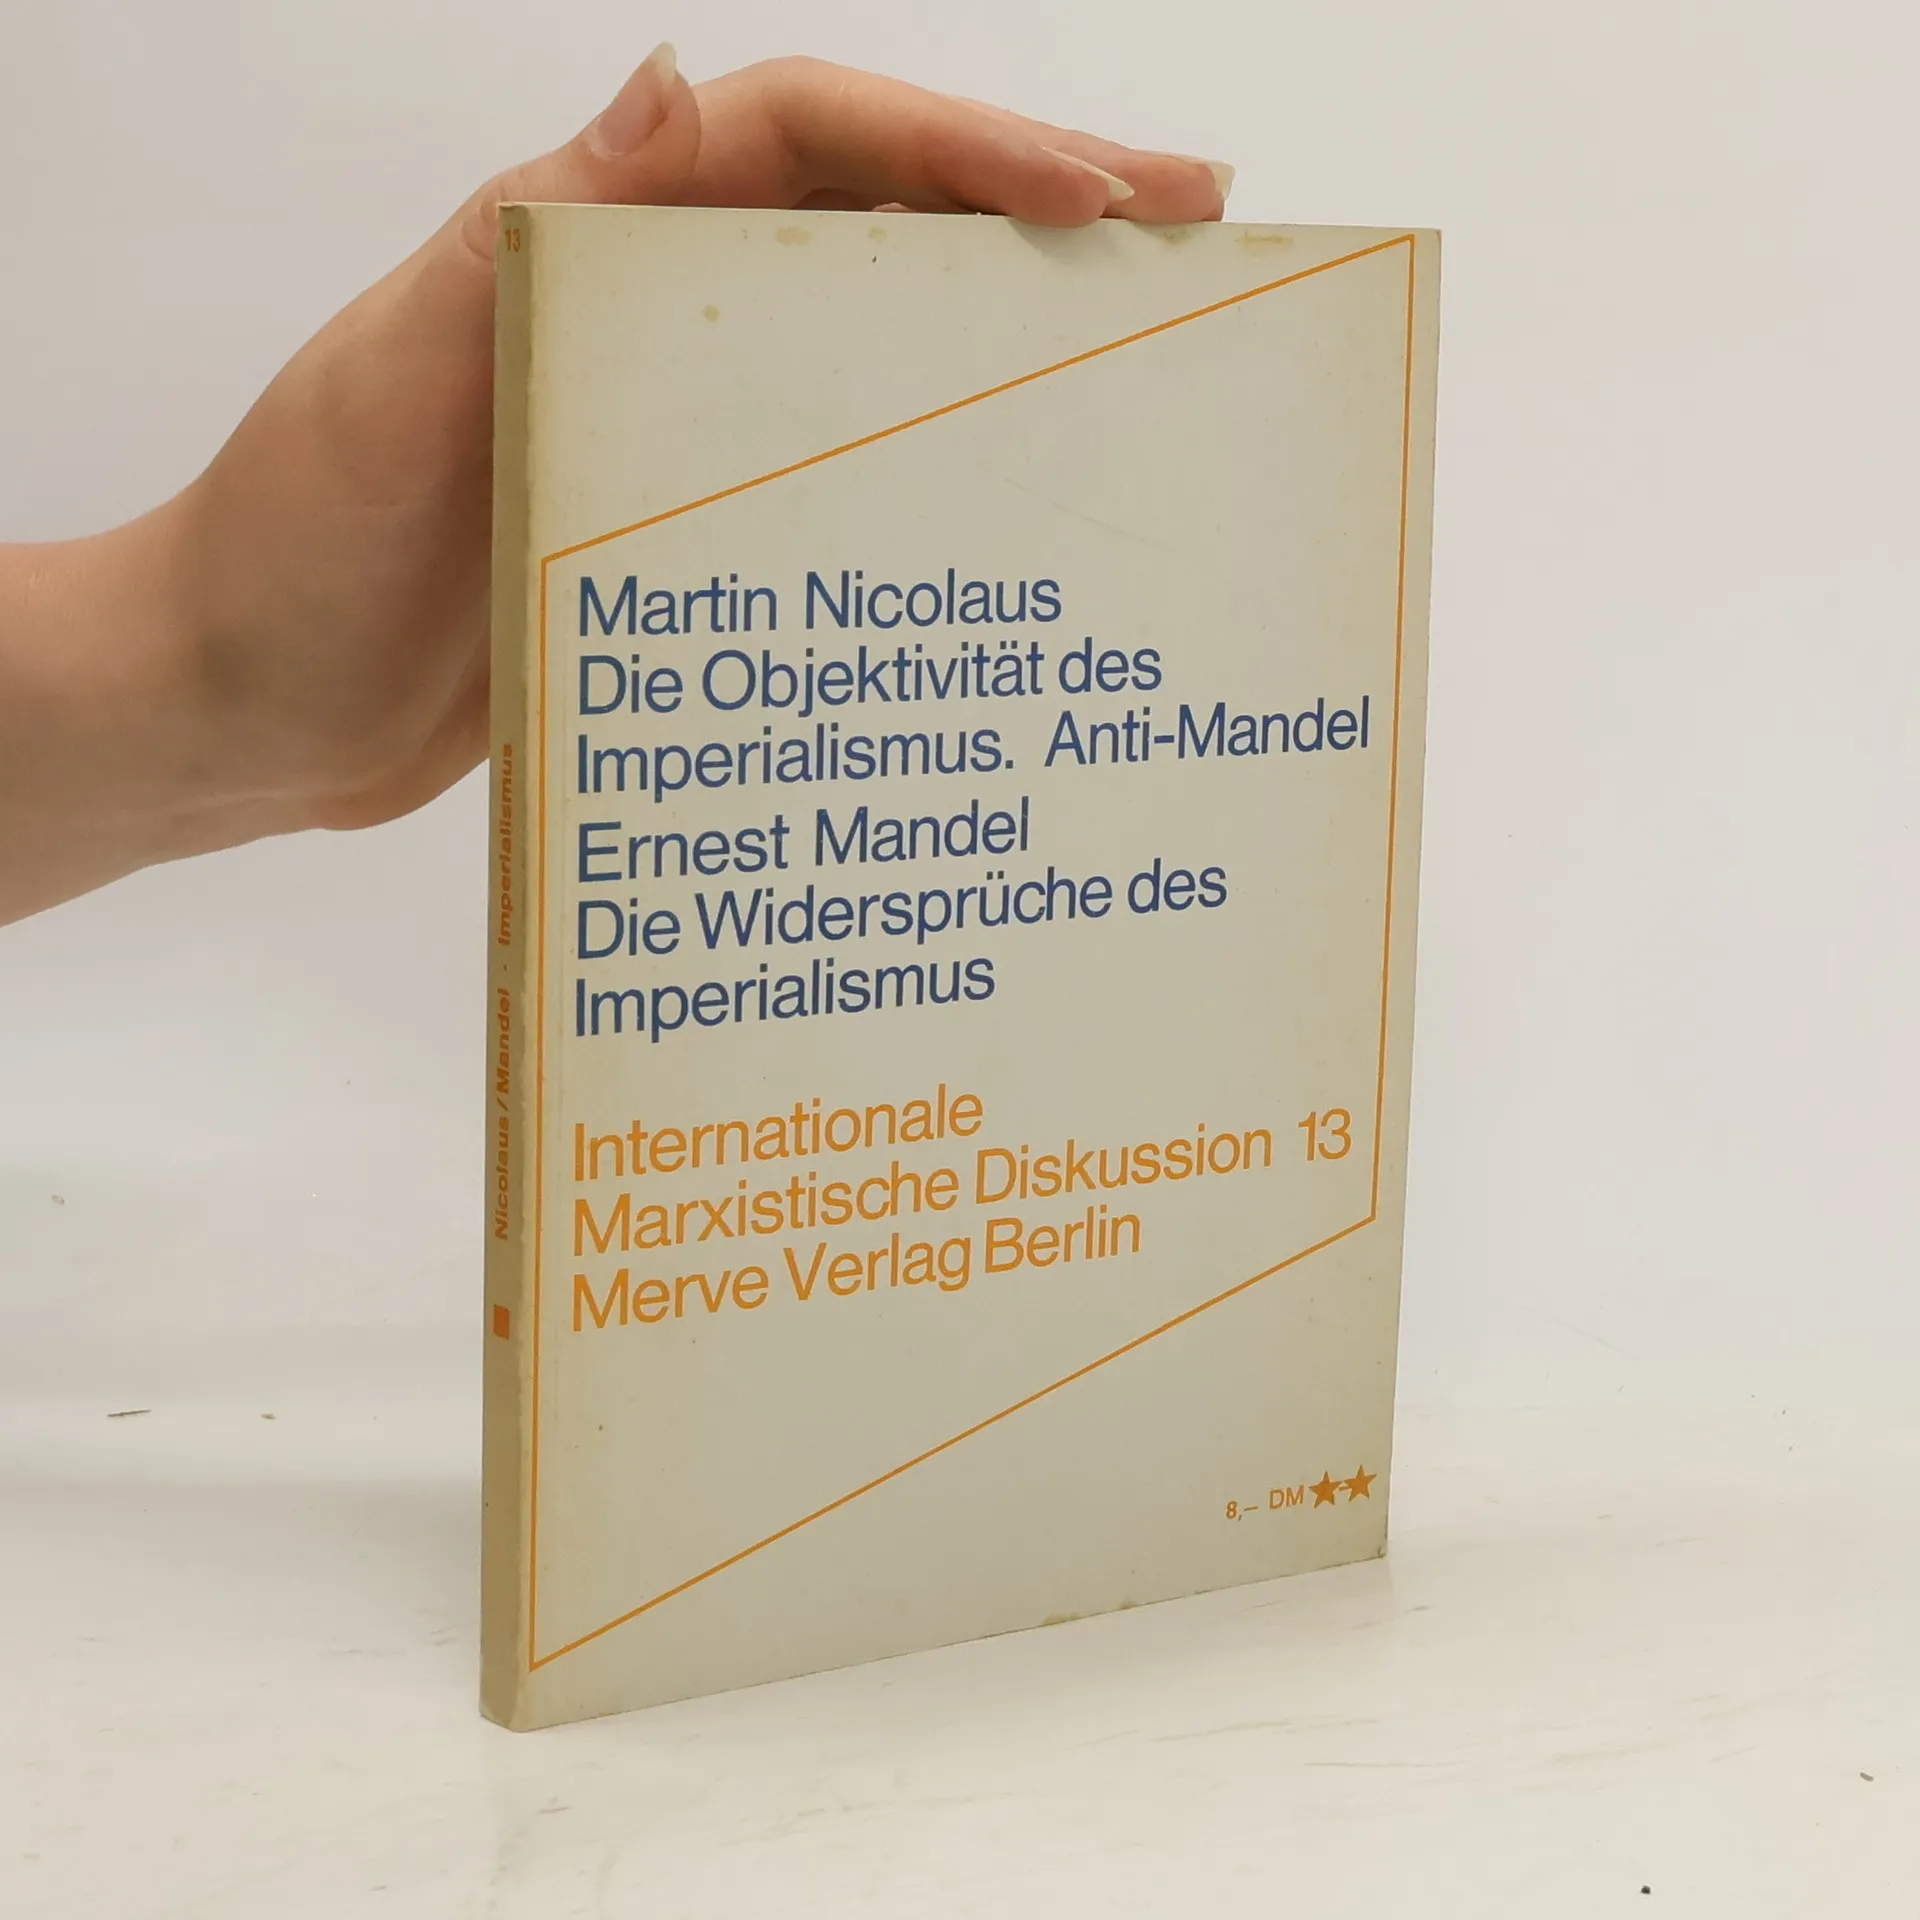 13
Nicolaus/Mandel · Imperialismus
Martin Nicolaus
Die Objektivität des
Imperialismus. Anti-Mandel
Ernest Mandel
Die Widersprüche des
Imperialismus
Internationale
Marxistische Diskussion 13
Merve Verlag Berlin
8,– DM ★★